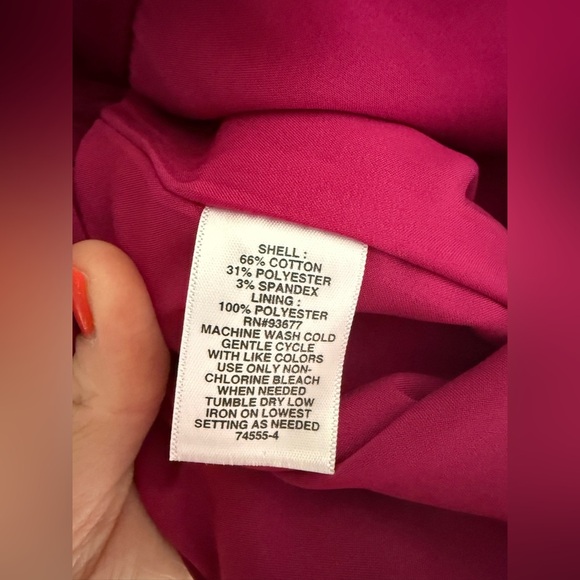 SHELL :
66% COTTON
31% POLYESTER
3% SPANDEX
LINING :
100% POLYESTER
RN#93677
MACHINE WASH COLD
GENTLE CYCLE
WITH LIKE COLORS
USE ONLY NON-
CHLORINE BLEACH
WHEN NEEDED
TUMBLE DRY LOW
IRON ON LOWEST
SETTING AS NEEDED
74555-4